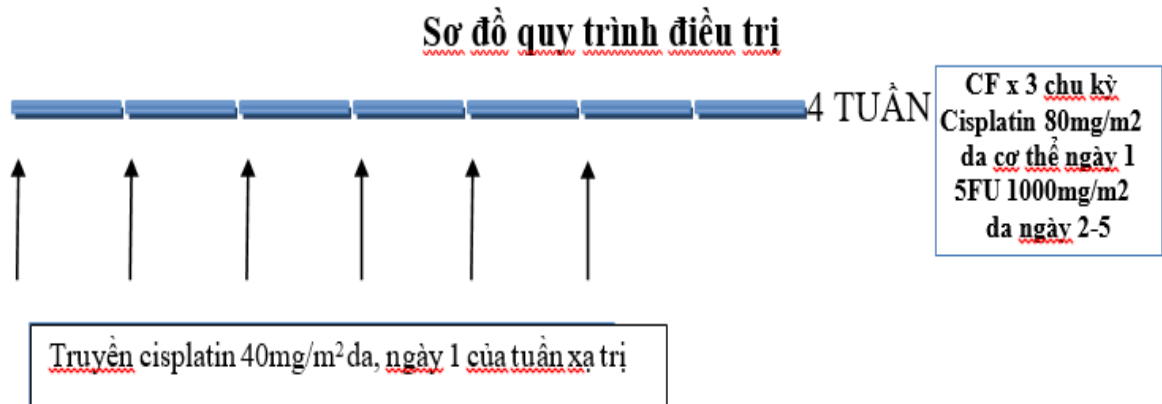 Sơ đồ quy trình điều trị
4 TUẦN
CF x 3 chu kỳ
Cisplatin 80mg/m2
da cơ thể ngày 1
5FU 1000mg/m2
da ngày 2-5
Truyền cisplatin 40mg/m² da, ngày 1 của tuần xạ trị